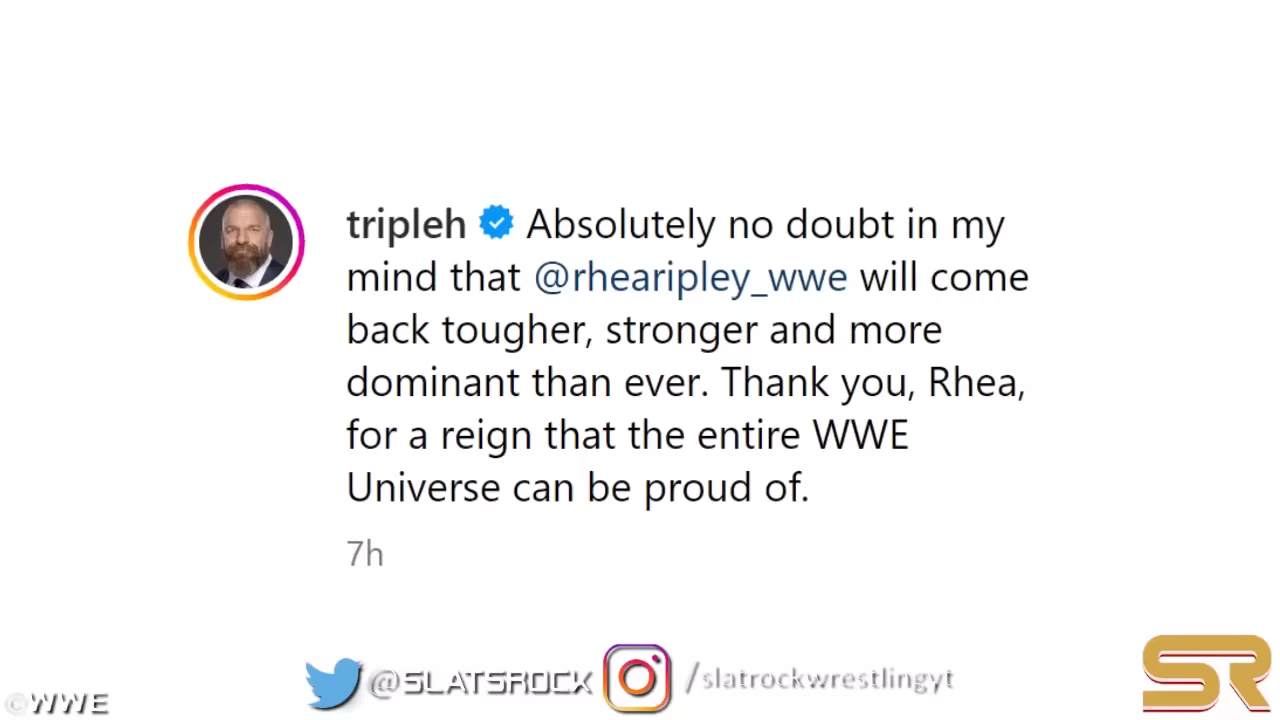 tripleh Absolutely no doubt in my
mind that @rhearipley_wwe will come
back tougher, stronger and more
dominant than ever. Thank you, Rhea,
for a reign that the entire WWE
Universe can be proud of.
7h
@SLATSROCK /slatrockwrestlingyt
©WWE
SR